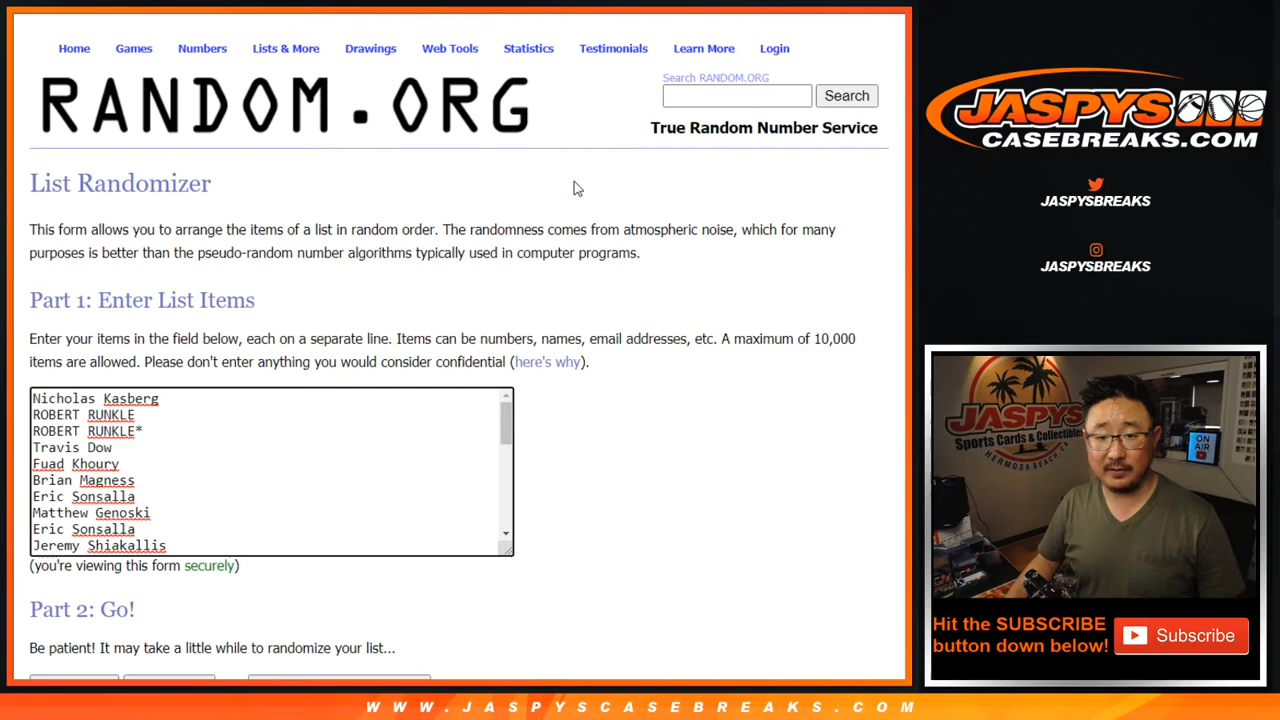 Home Games Numbers Lists & More Drawings Web Tools Statistics Testimonials Learn More Login
RANDOM.ORG
Search RANDOM.ORG
Search
True Random Number Service
List Randomizer
This form allows you to arrange the items of a list in random order. The randomness comes from atmospheric noise, which for many
purposes is better than the pseudo-random number algorithms typically used in computer programs.
Part 1: Enter List Items
Enter your items in the field below, each on a separate line. Items can be numbers, names, email addresses, etc. A maximum of 10,000
items are allowed. Please don't enter anything you would consider confidential (here's why).
Nicholas Kasberg
ROBERT RUNKLE
ROBERT RUNKLE*
Travis Dow
Fuad Khoury
Brian Magness
Eric Sonsalla
Matthew Genoski
Eric Sonsalla
Jeremy Shiakallis
(you're viewing this form securely)
Part 2: Go!
Be patient! It may take a little while to randomize your list...
JASPYS
CASEBREAKS.COM
JASPYSBREAKS
JASPYSBREAKS
JASPYS
Sports Cards & Collectibles
HERMOSA BEACH, CA
ON
AIR
Hit the SUBSCRIBE
button down below!
Subscribe
WWW.JASPYSCASEBREAKS.COM